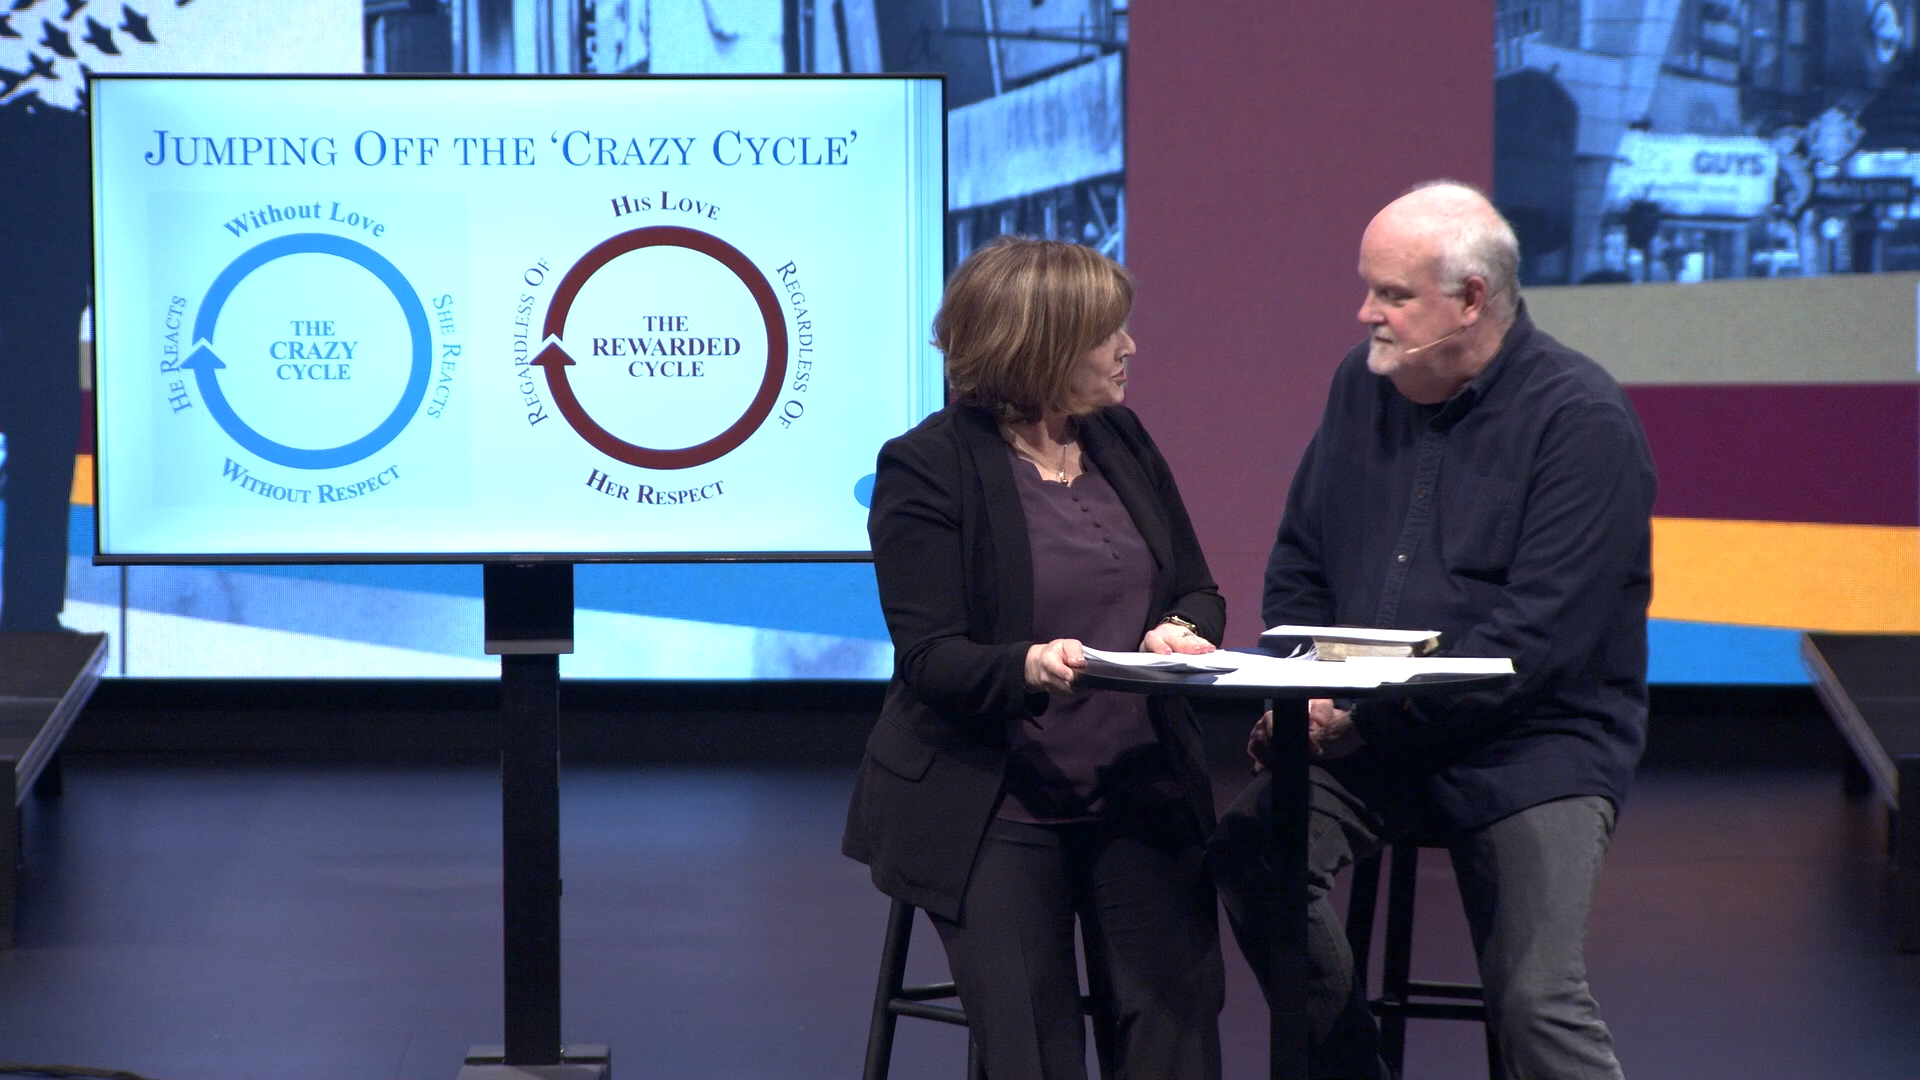 JUMPING OFF THE 'CRAZY CYCLE'
Without Love
SHE REACTS
WITHOUT RESPECT
HE REACTS
THE
CRAZY
CYCLE
HIS LOVE
REGARDLESS OF
HER RESPECT
REGARDLESS OF
THE
REWARDED
CYCLE
GUYS